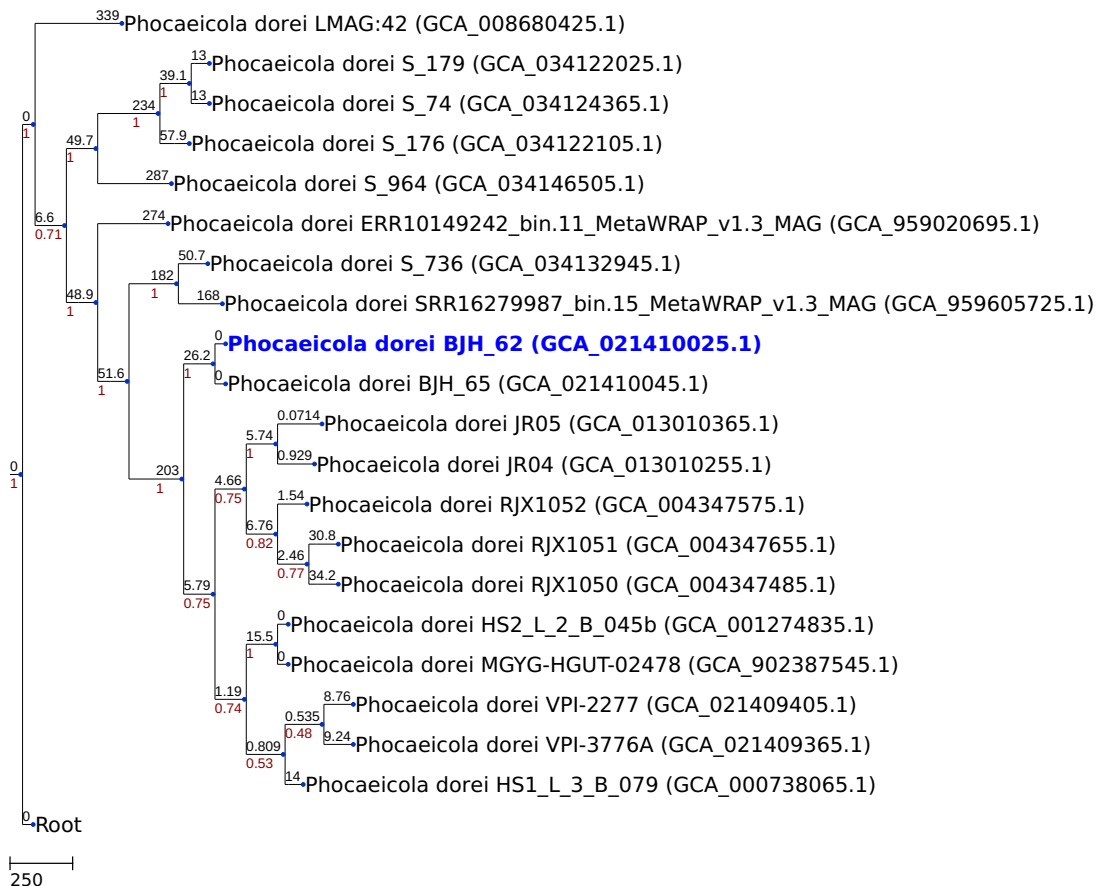 339 Phocaeicola dorei LMAG:42 (GCA_008680425.1)
13 Phocaeicola dorei S_179 (GCA_034122025.1)
39.1
1
13 Phocaeicola dorei S_74 (GCA_034124365.1)
234
1
0
1
57.9 Phocaeicola dorei S_176 (GCA_034122105.1)
49.7
1
287 Phocaeicola dorei S_964 (GCA_034146505.1)
6.6
0.71
274 Phocaeicola dorei ERR10149242_bin.11_MetaWRAP_v1.3_MAG (GCA_959020695.1)
50.7 Phocaeicola dorei S_736 (GCA_034132945.1)
182
1
48.9
1
168 Phocaeicola dorei SRR16279987_bin.15_MetaWRAP_v1.3_MAG (GCA_959605725.1)
0 Phocaeicola dorei BJH_62 (GCA_021410025.1)
26.2
1
51.6
1
0 Phocaeicola dorei BJH_65 (GCA_021410045.1)
0.0714 Phocaeicola dorei JR05 (GCA_013010365.1)
5.74
1
0.929 Phocaeicola dorei JR04 (GCA_013010255.1)
0
1
203
1
4.66
0.75
1.54 Phocaeicola dorei RJX1052 (GCA_004347575.1)
6.76
0.82
30.8 Phocaeicola dorei RJX1051 (GCA_004347655.1)
2.46
0.77
34.2 Phocaeicola dorei RJX1050 (GCA_004347485.1)
5.79
0.75
0 Phocaeicola dorei HS2_L_2_B_045b (GCA_001274835.1)
15.5
1
0 Phocaeicola dorei MGYG-HGUT-02478 (GCA_902387545.1)
1.19
0.74
8.76 Phocaeicola dorei VPI-2277 (GCA_021409405.1)
0.535
0.48
9.24 Phocaeicola dorei VPI-3776A (GCA_021409365.1)
0.809
0.53
14 Phocaeicola dorei HS1_L_3_B_079 (GCA_000738065.1)
0 Root
250